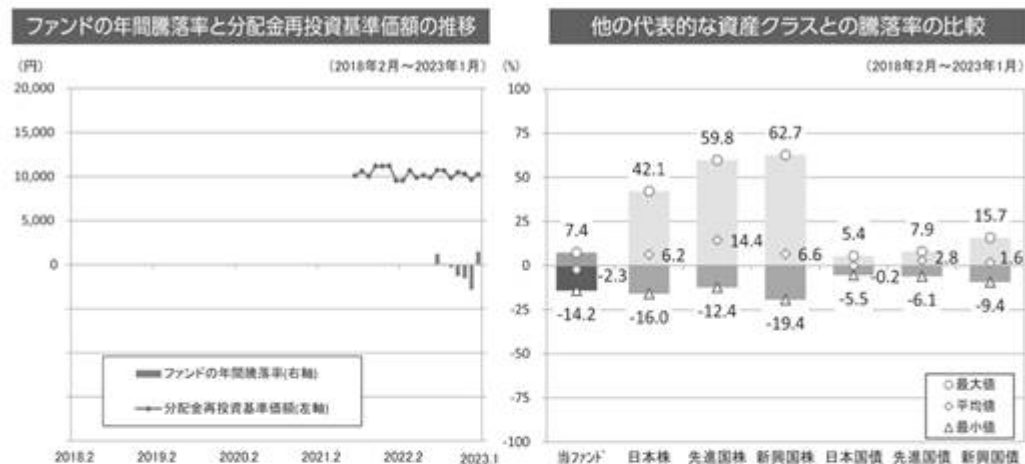 ファンドの年間騰落率と分配金再投資基準価額の推移
(円)
(2018年2月～2023年1月)
(%)
20,000
15,000
10,000
5,000
0
ファンドの年間騰落率(右軸)
分配金再投資基準価額(左軸)
2018.2
2019.2
2020.2
2021.2
2022.2
2023.1
他の代表的な資産クラスとの騰落率の比較
(2018年2月～2023年1月)
100
75
50
25
0
-25
-50
-75
-100
7.4
42.1
59.8
62.7
5.4
7.9
15.7
-2.3
6.2
14.4
6.6
-0.2
2.8
1.6
-14.2
-16.0
-12.4
-19.4
-5.5
-6.1
-9.4
最大値
平均値
最小値
当ファンド
日本株
先進国株
新興国株
日本国債
先進国債
新興国債